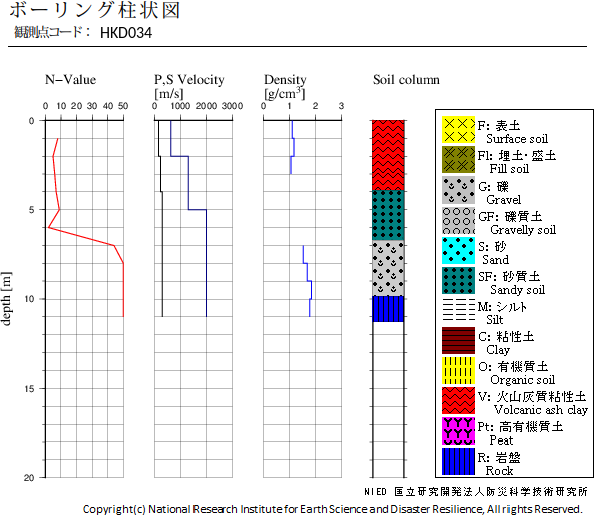 ボーリング柱状図
観測点コード： HKD034
N−Value
P,S Velocity
[m/s]
Density
[g/cm³]
Soil column
0 10 20 30 40 50
0 1000 2000 3000
0 1 2 3
depth [m]
0
5
10
15
20
F: 表土
Surface soil
Fl: 埋土・盛土
Fill soil
G: 礫
Gravel
GF: 礫質土
Gravelly soil
S: 砂
Sand
SF: 砂質土
Sandy soil
M: シルト
Silt
C: 粘性土
Clay
O: 有機質土
Organic soil
V: 火山灰質粘性土
Volcanic ash clay
Pt: 高有機質土
Peat
R: 岩盤
Rock
NIED 国立研究開発法人防災科学技術研究所
Copyright(c) National Research Institute for Earth Science and Disaster Resilience, All rights Reserved.